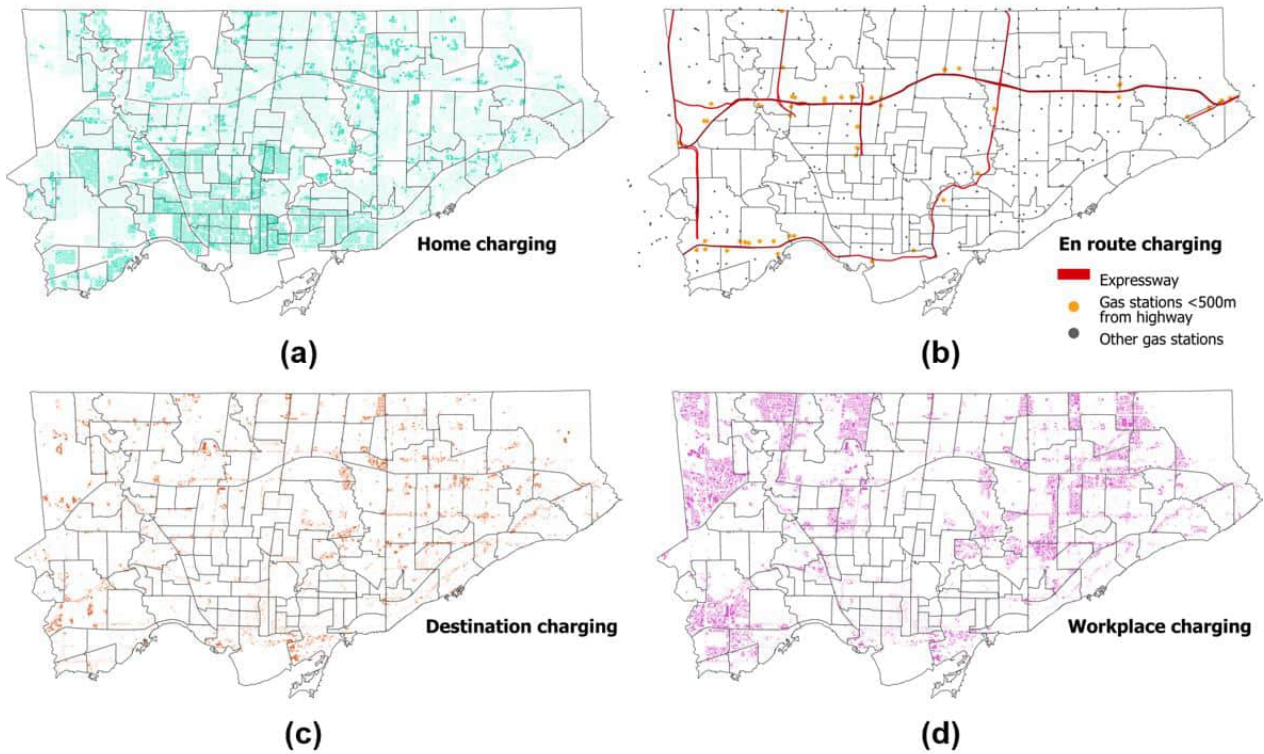 Home charging
(a)
En route charging
Expressway
Gas stations <500m
from highway
Other gas stations
(b)
Destination charging
(c)
Workplace charging
(d)